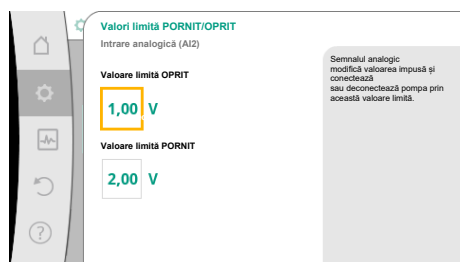 Valori limită PORNIT/OPRIT
Intrare analogică (AI2)
Valoare limită OPRIT
1,00 V
Valoare limită PORNIT
2,00 V
Semnalul analogic
modifică valoarea impusă și
conectează
sau deconectează pompa prin
această valoare limită.
?